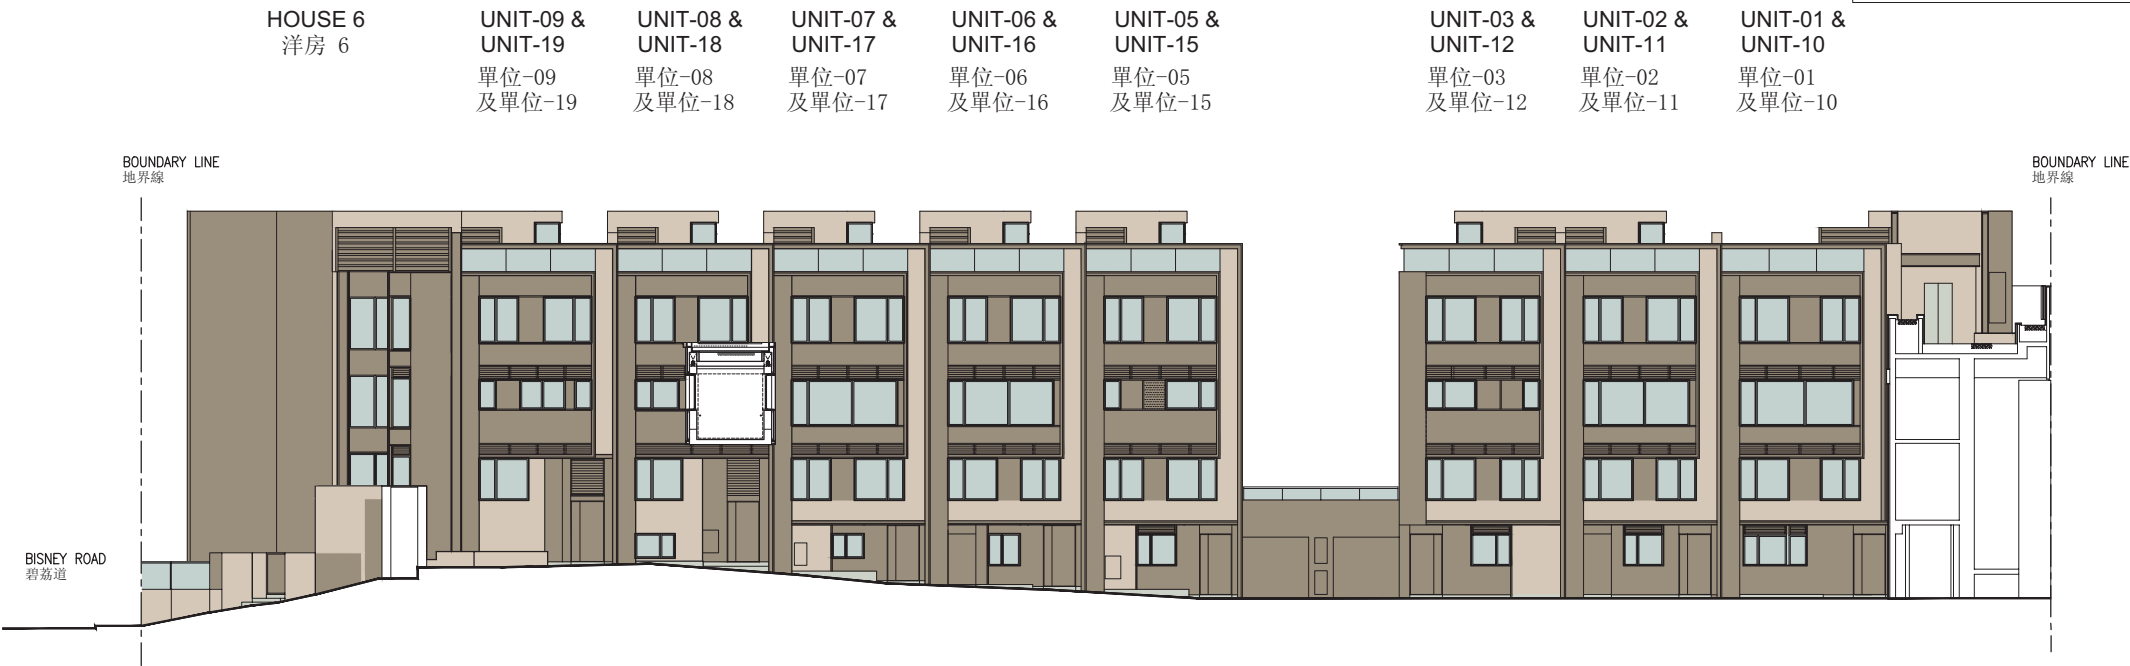 HOUSE 6
洋房 6
UNIT-09 &
UNIT-19
單位-09
及單位-19
UNIT-08 &
UNIT-18
單位-08
及單位-18
UNIT-07 &
UNIT-17
單位-07
及單位-17
UNIT-06 &
UNIT-16
單位-06
及單位-16
UNIT-05 &
UNIT-15
單位-05
及單位-15
UNIT-03 &
UNIT-12
單位-03
及單位-12
UNIT-02 &
UNIT-11
單位-02
及單位-11
UNIT-01 &
UNIT-10
單位-01
及單位-10
BOUNDARY LINE
地界線
BOUNDARY LINE
地界線
BISNEY ROAD
碧荔道